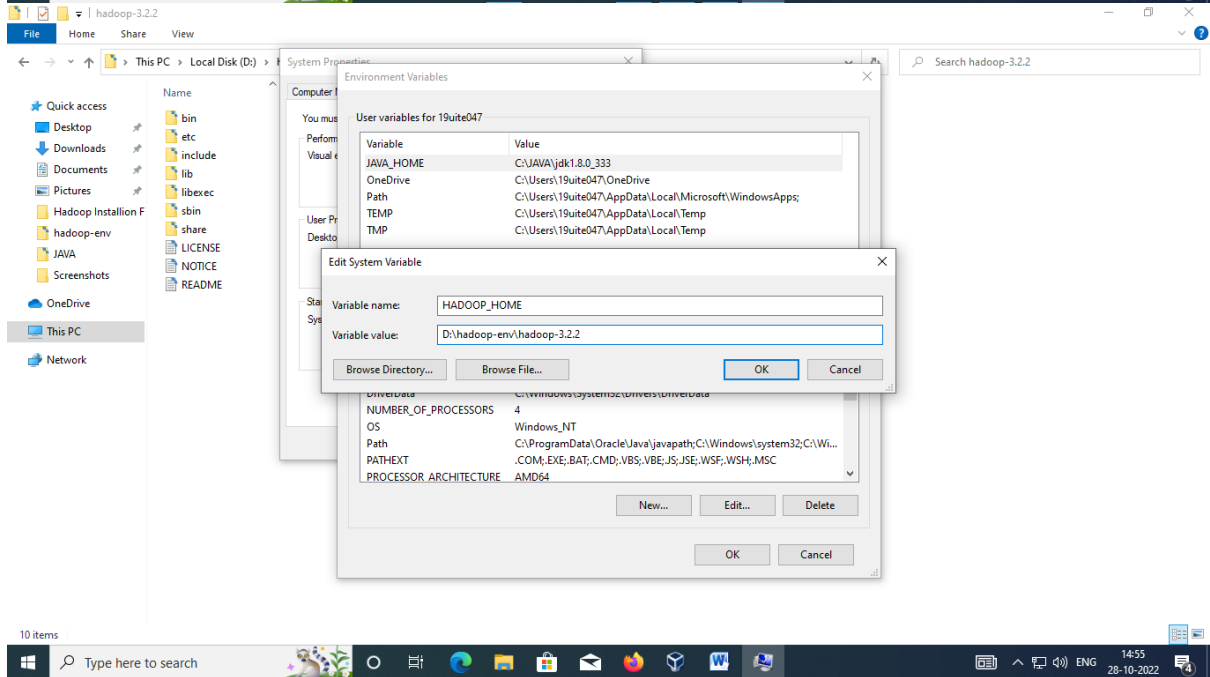 hadoop-3.2.2
File Home Share View
This PC > Local Disk (D:) >
Search hadoop-3.2.2
Quick access
Desktop
Downloads
Documents
Pictures
Hadoop Installion F
hadoop-env
JAVA
Screenshots
OneDrive
This PC
Network
Name
bin
etc
include
lib
libexec
sbin
share
LICENSE
NOTICE
README
System Properties
Computer
You mus
Perform
Visual e
User Pr
Deskto
Sta
Sys
Environment Variables
User variables for 19uite047
Variable Value
JAVA_HOME C:\JAVA\jdk1.8.0_333
OneDrive C:\Users\19uite047\OneDrive
Path C:\Users\19uite047\AppData\Local\Microsoft\WindowsApps;
TEMP C:\Users\19uite047\AppData\Local\Temp
TMP C:\Users\19uite047\AppData\Local\Temp
Edit System Variable
Variable name: HADOOP_HOME
Variable value: D:\hadoop-env\hadoop-3.2.2
Browse Directory... Browse File... OK Cancel
DriverData C:\Windows\System32\Drivers\DriverData
NUMBER_OF_PROCESSORS 4
OS Windows_NT
Path C:\ProgramData\Oracle\Java\javapath;C:\Windows\system32;C:\Wi...
PATHEXT .COM;.EXE;.BAT;.CMD;.VBS;.VBE;.JS;.JSE;.WSF;.WSH;.MSC
PROCESSOR_ARCHITECTURE AMD64
New... Edit... Delete
OK Cancel
10 items
Type here to search
ENG
14:55
28-10-2022
4